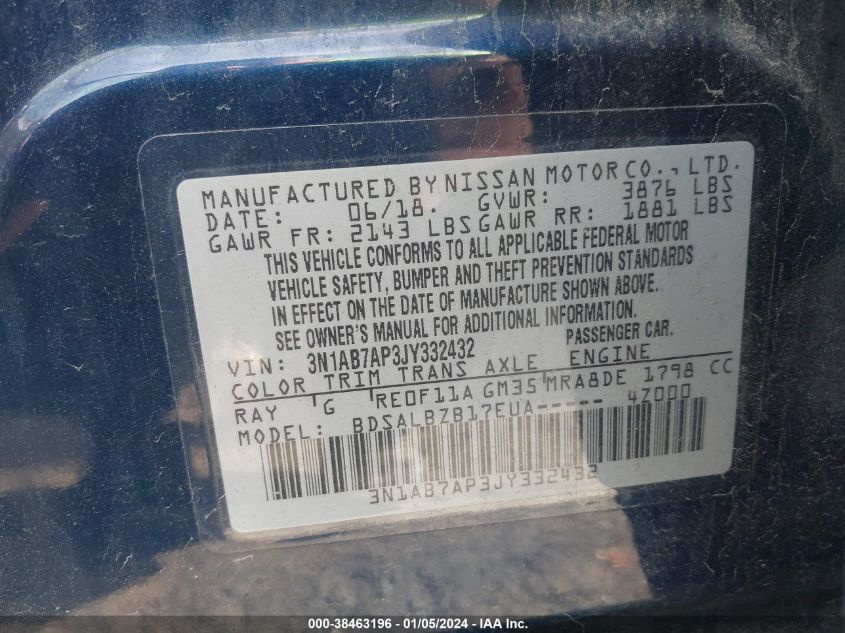 MANUFACTURED BY NISSAN MOTOR CO., LTD.
DATE: 06/18. GVWR: 3876 LBS
GAWR FR: 2143 LBS GAWR RR: 1881 LBS
THIS VEHICLE CONFORMS TO ALL APPLICABLE FEDERAL MOTOR
VEHICLE SAFETY, BUMPER AND THEFT PREVENTION STANDARDS
IN EFFECT ON THE DATE OF MANUFACTURE SHOWN ABOVE.
SEE OWNER'S MANUAL FOR ADDITIONAL INFORMATION.
VIN: 3N1AB7AP3JY332432 PASSENGER CAR.
COLOR TRIM TRANS AXLE ENGINE
RAY G RE0F11A GM35 MRA8DE 1798 CC
MODEL: BDSALBZB17EUA----- 4Z000
3N1AB7AP3JY332432
000-38463196 - 01/05/2024 - IAA Inc.